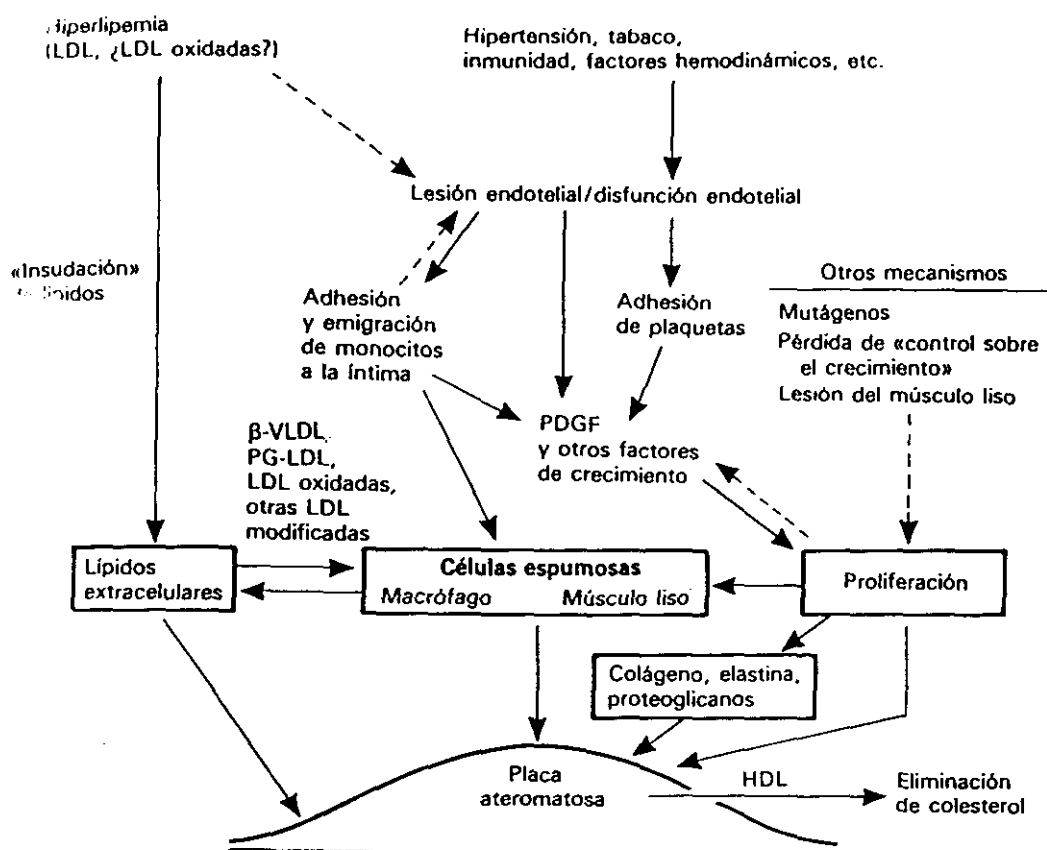 Hiperlipemia
(LDL, ¿LDL oxidadas?)
Hipertensión, tabaco,
inmunidad, factores hemodinámicos, etc.
Lesión endotelial/disfunción endotelial
«Insudación»
lípidos
Adhesión
y emigración
de monocitos
a la íntima
Adhesión
de plaquetas
Otros mecanismos
Mutágenos
Pérdida de «control sobre
el crecimiento»
Lesión del músculo liso
PDGF
y otros factores
de crecimiento
β-VLDL,
PG-LDL,
LDL oxidadas,
otras LDL
modificadas
Lípidos
extracelulares
Células espumosas
Macrófago Músculo liso
Proliferación
Colágeno, elastina,
proteoglicanos
Placa
ateromatosa
HDL
Eliminación
de colesterol